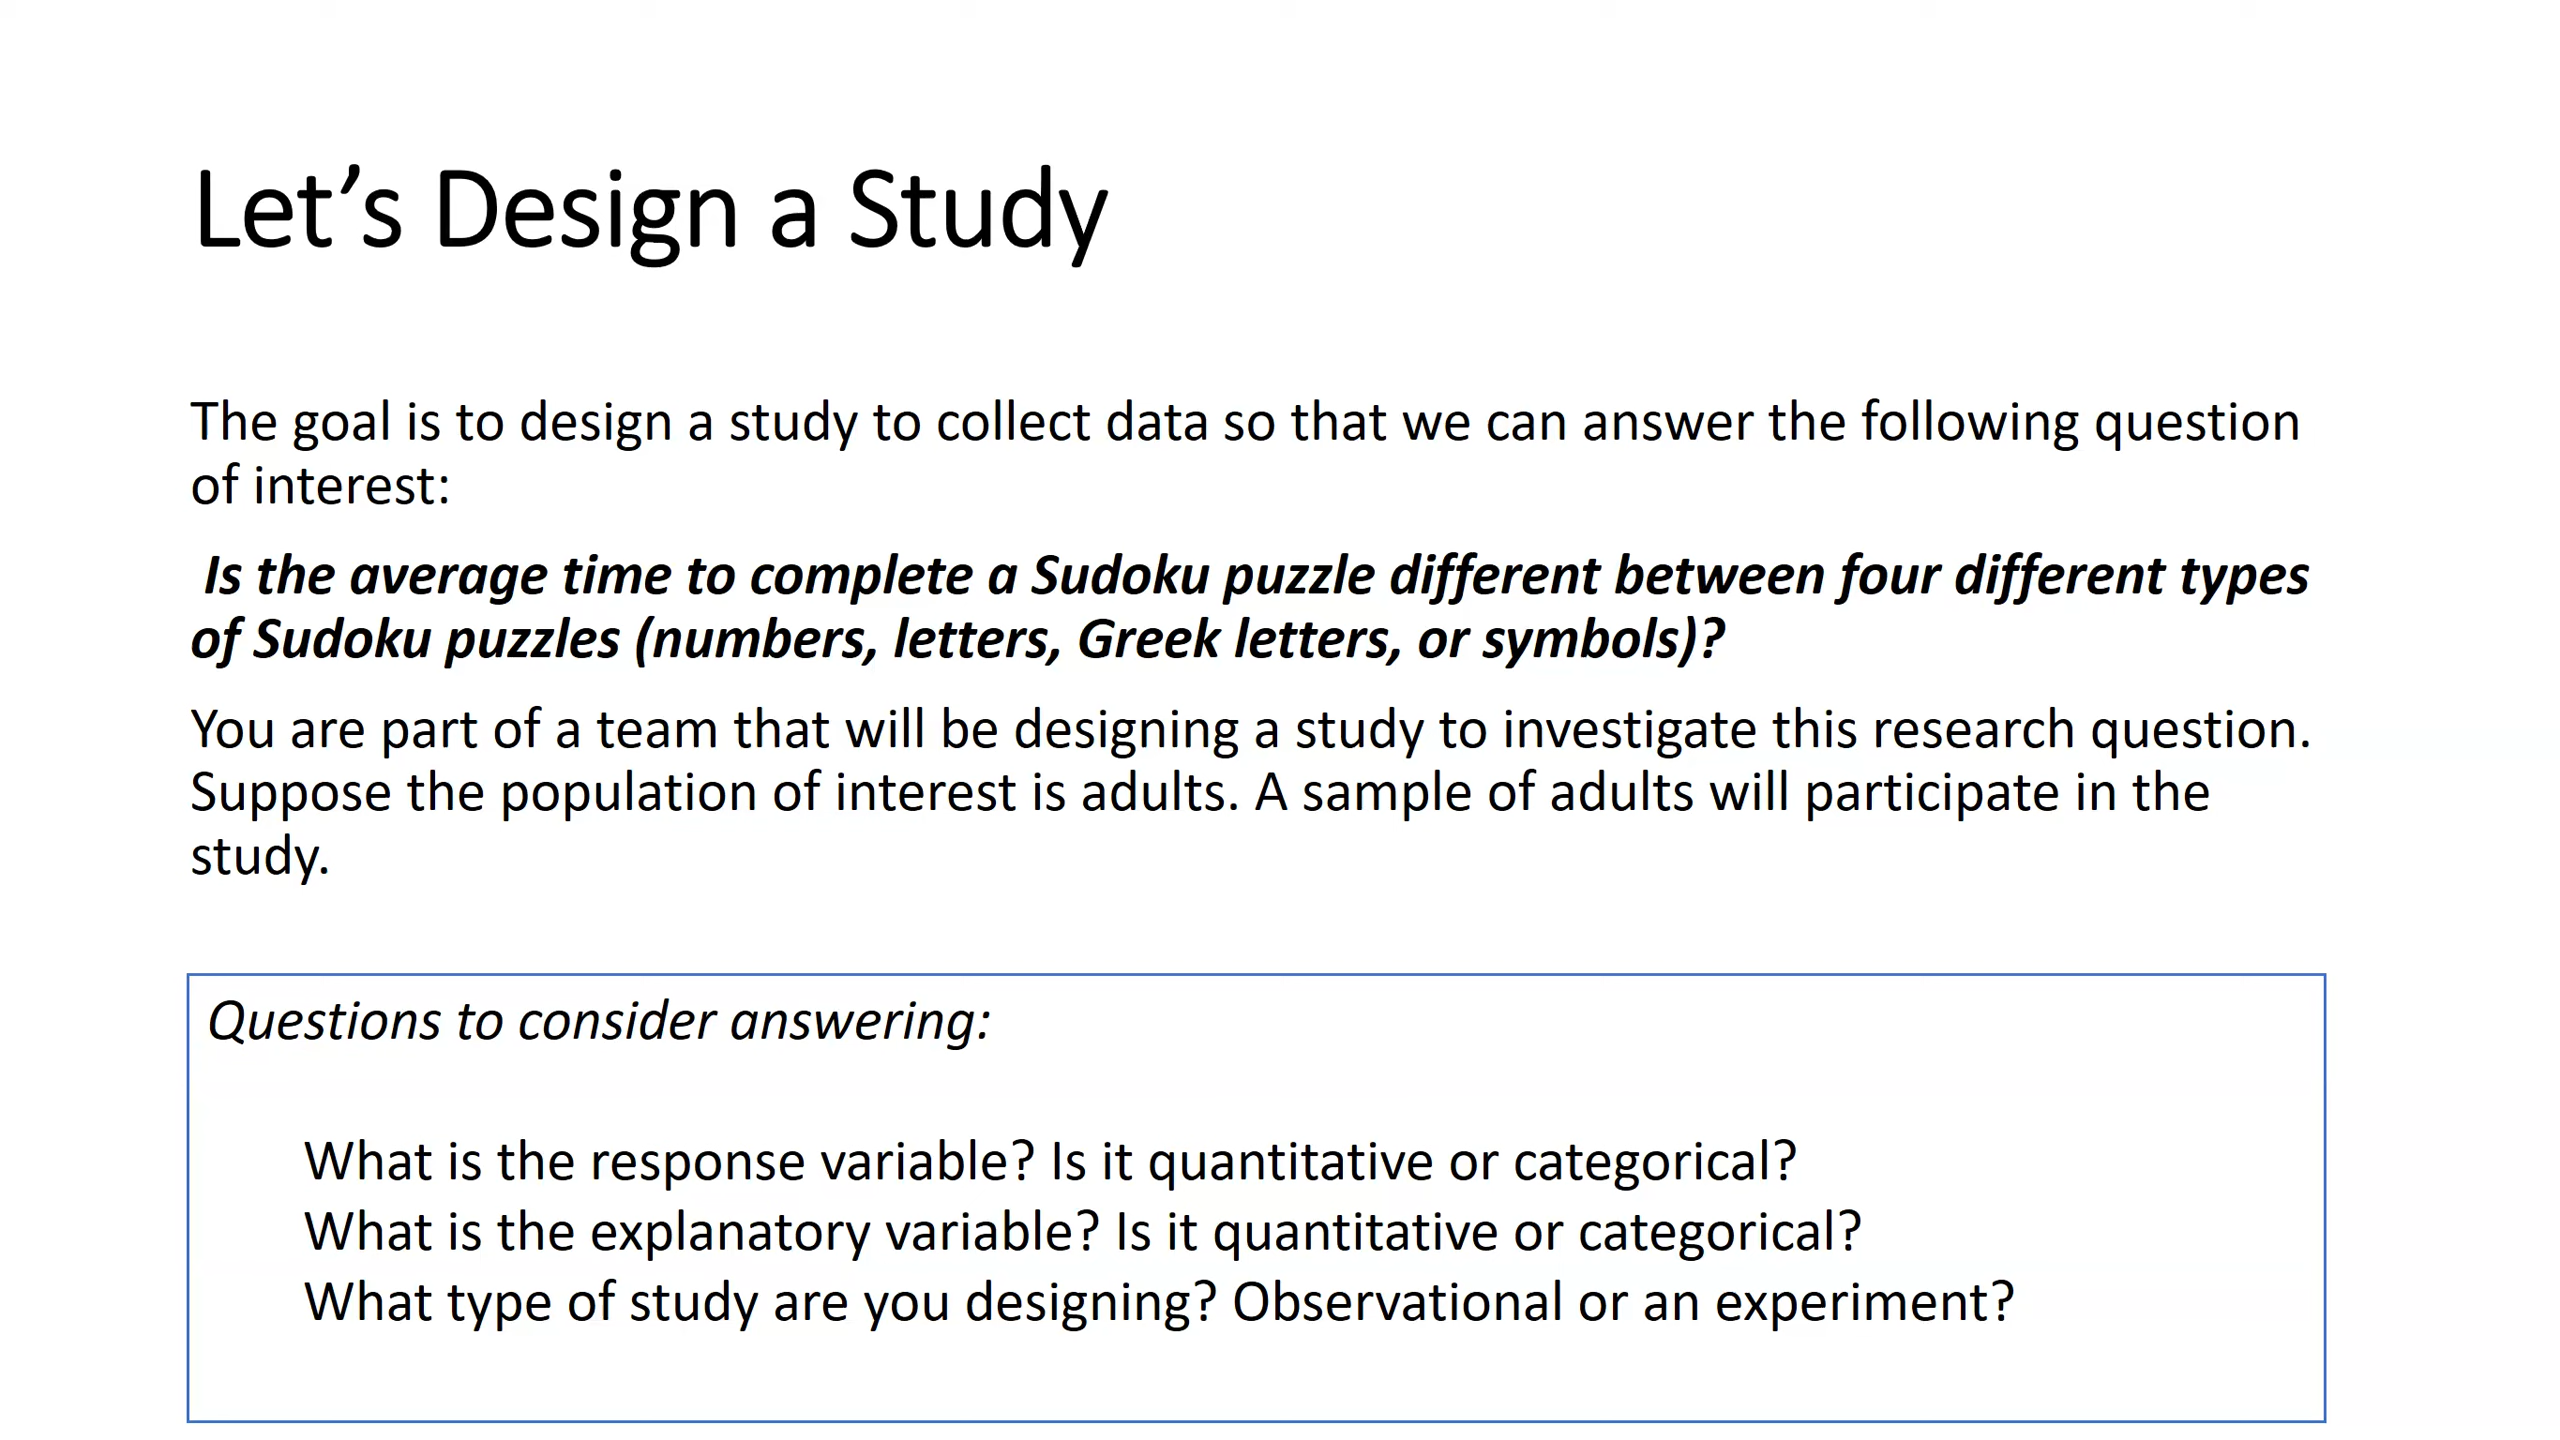 Let’s Design a Study
The goal is to design a study to collect data so that we can answer the following question
of interest:
Is the average time to complete a Sudoku puzzle different between four different types
of Sudoku puzzles (numbers, letters, Greek letters, or symbols)?
You are part of a team that will be designing a study to investigate this research question.
Suppose the population of interest is adults. A sample of adults will participate in the
study.
Questions to consider answering:
What is the response variable? Is it quantitative or categorical?
What is the explanatory variable? Is it quantitative or categorical?
What type of study are you designing? Observational or an experiment?